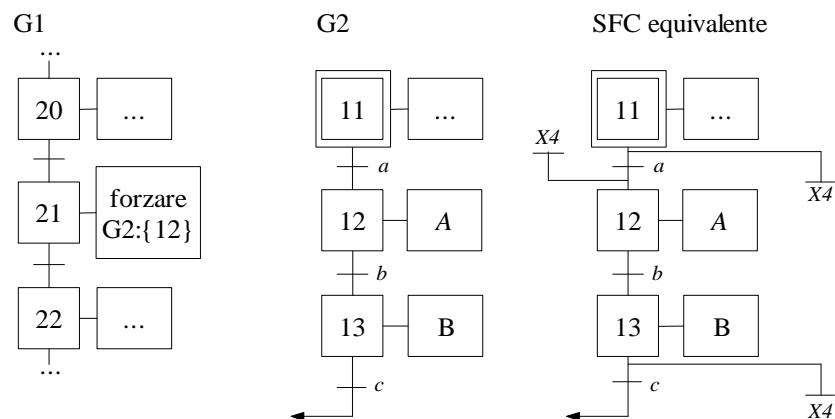 G1
G2
SFC equivalente
...
20
...
11
...
11
...
X4
a
a
X4
21
forzare
G2:{12}
12
A
12
A
b
b
22
...
13
B
13
B
...
c
c
X4